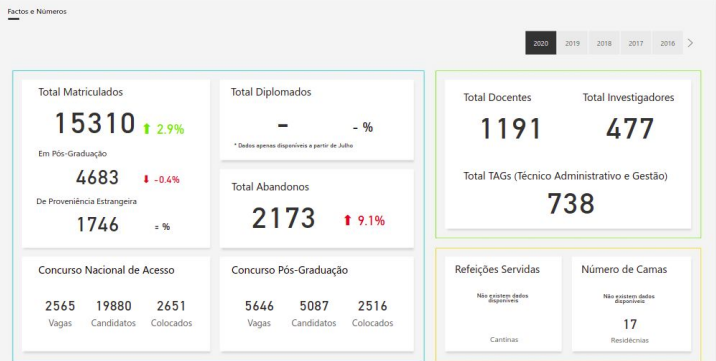 Factos e Números
2020 2019 2018 2017 2016
Total Matriculados
15310 2.9%
Em Pós-Graduação
4683 -0.4%
De Proveniência Estrangeira
1746 = %
Total Diplomados
- - %
* Dados apenas disponíveis a partir de Julho
Total Abandonos
2173 9.1%
Concurso Nacional de Acesso
2565 19880 2651
Vagas Candidatos Colocados
Concurso Pós-Graduação
5646 5087 2516
Vagas Candidatos Colocados
Total Docentes Total Investigadores
1191 477
Total TAGs (Técnico Administrativo e Gestão)
738
Refeições Servidas
Não existem dados
disponíveis
Cantinas
Número de Camas
Não existem dados
disponíveis
17
Residências